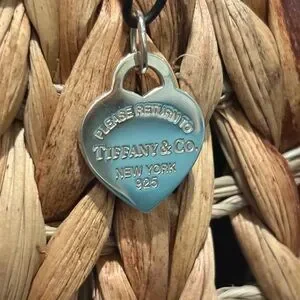 PLEASE RETURN TO
TIFFANY & CO.
NEW YORK
925